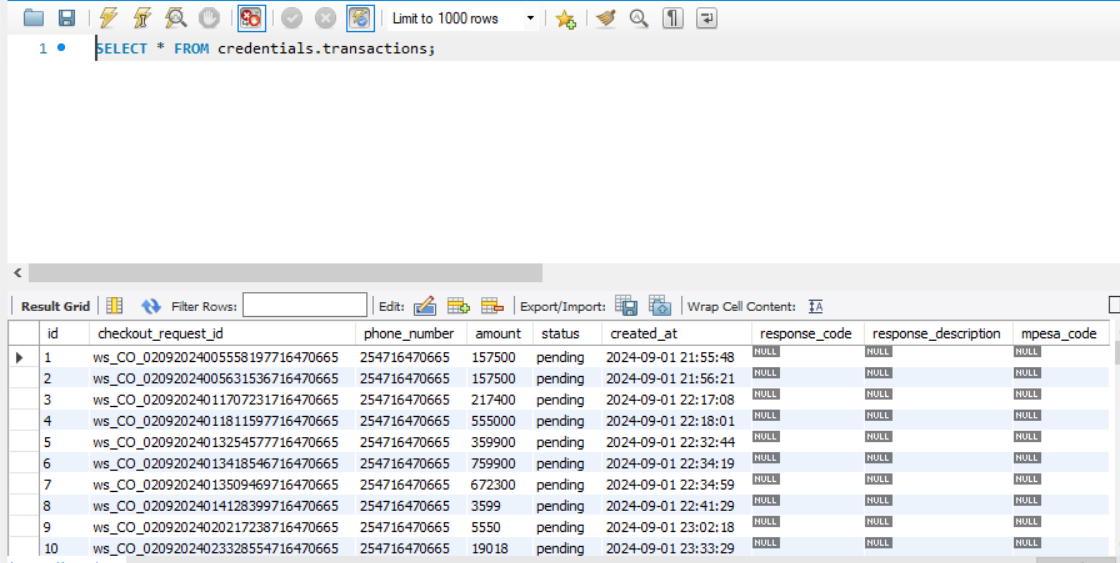 Limit to 1000 rows
1 SELECT * FROM credentials.transactions;
Result Grid Filter Rows: Edit: Export/Import: Wrap Cell Content:
id checkout_request_id phone_number amount status created_at response_code response_description mpesa_code
1 ws_CO_02092024005558197716470665 254716470665 157500 pending 2024-09-01 21:55:48 NULL NULL NULL
2 ws_CO_02092024005631536716470665 254716470665 157500 pending 2024-09-01 21:56:21 NULL NULL NULL
3 ws_CO_02092024011707231716470665 254716470665 217400 pending 2024-09-01 22:17:08 NULL NULL NULL
4 ws_CO_02092024011811597716470665 254716470665 555000 pending 2024-09-01 22:18:01 NULL NULL NULL
5 ws_CO_02092024013254577716470665 254716470665 359900 pending 2024-09-01 22:32:44 NULL NULL NULL
6 ws_CO_02092024013418546716470665 254716470665 759900 pending 2024-09-01 22:34:19 NULL NULL NULL
7 ws_CO_02092024013509469716470665 254716470665 672300 pending 2024-09-01 22:34:59 NULL NULL NULL
8 ws_CO_02092024014128399716470665 254716470665 3599 pending 2024-09-01 22:41:29 NULL NULL NULL
9 ws_CO_02092024020217238716470665 254716470665 5550 pending 2024-09-01 23:02:18 NULL NULL NULL
10 ws_CO_02092024023328554716470665 254716470665 19018 pending 2024-09-01 23:33:29 NULL NULL NULL